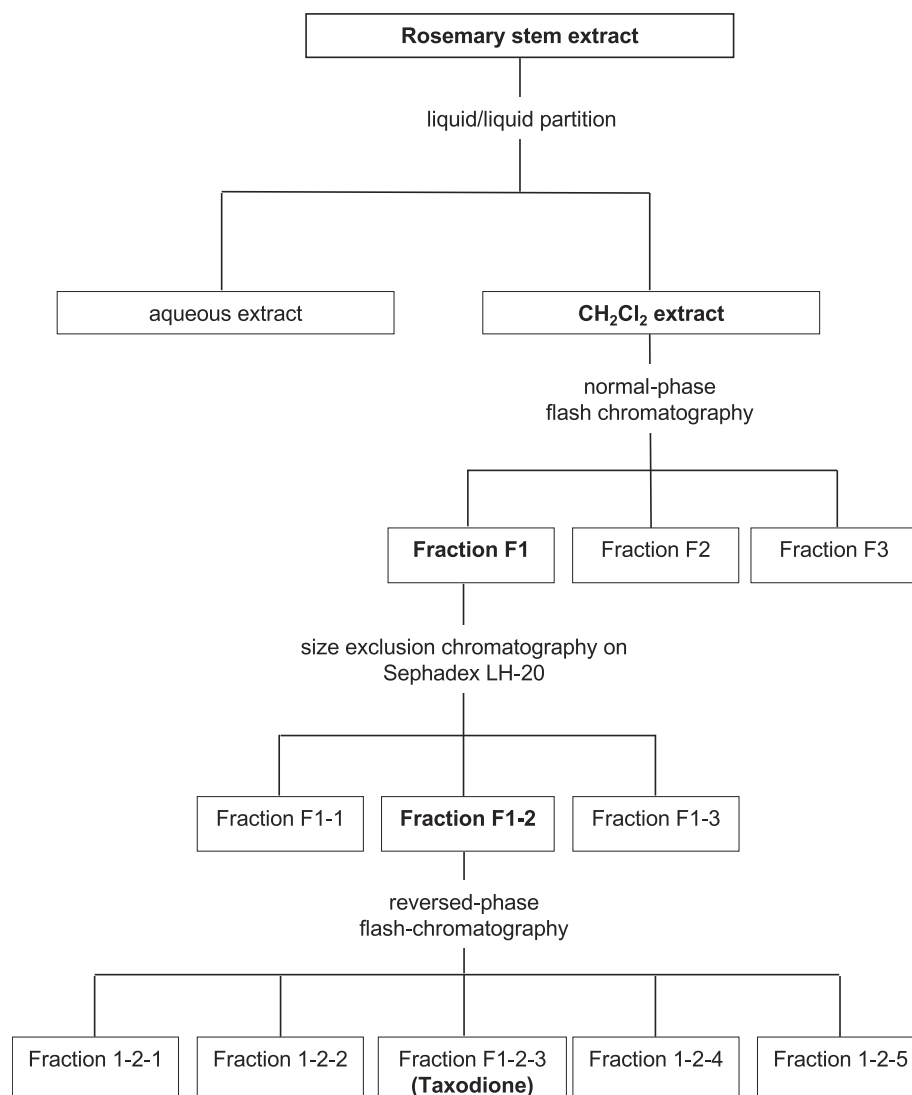 Rosemary stem extract
liquid/liquid partition
aqueous extract
CH₂Cl₂ extract
normal-phase
flash chromatography
Fraction F1
Fraction F2
Fraction F3
size exclusion chromatography on
Sephadex LH-20
Fraction F1-1
Fraction F1-2
Fraction F1-3
reversed-phase
flash-chromatography
Fraction 1-2-1
Fraction 1-2-2
Fraction F1-2-3
(Taxodione)
Fraction 1-2-4
Fraction 1-2-5